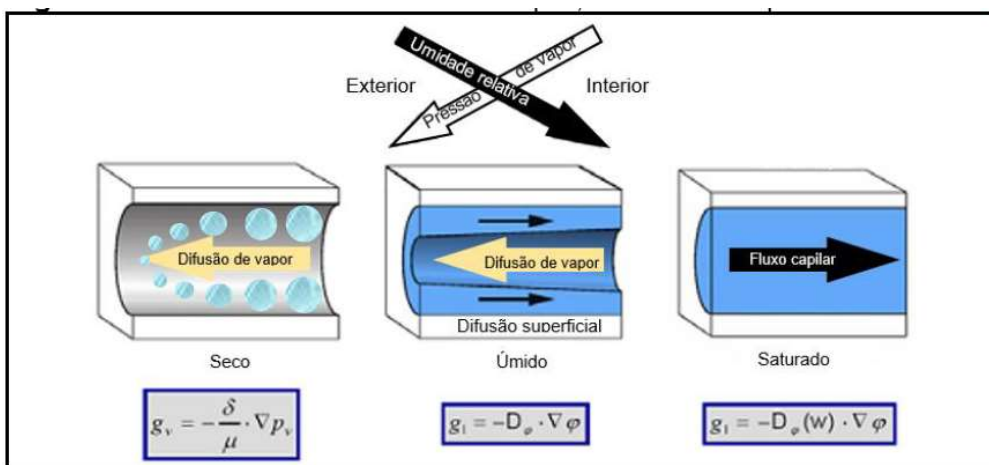 Umidade relativa
Pressão de vapor
Exterior
Interior
Difusão de vapor
Difusão de vapor
Fluxo capilar
Difusão superficial
Seco
Úmido
Saturado
g_v = -\frac{δ}{μ} · ∇p_v
g_l = -D_φ · ∇φ
g_l = -D_φ(w) · ∇φ